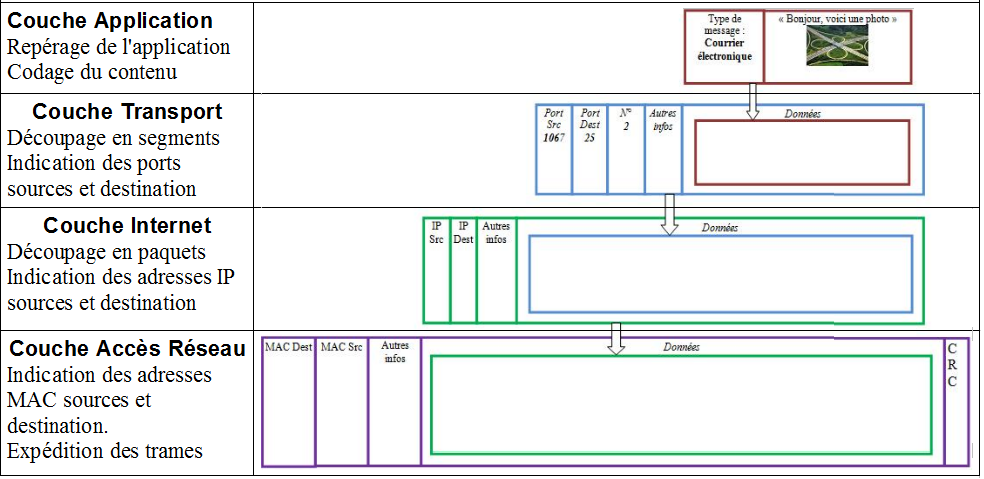 Couche Application
Repérage de l'application
Codage du contenu
Type de
message :
Courrier
électronique
« Bonjour, voici une photo »
Couche Transport
Découpage en segments
Indication des ports
sources et destination
Port
Src
1067
Port
Dest
25
N°
2
Autres
infos
Données
Couche Internet
Découpage en paquets
Indication des adresses IP
sources et destination
IP
Src
IP
Dest
Autres
infos
Données
Couche Accès Réseau
Indication des adresses
MAC sources et
destination.
Expédition des trames
MAC Dest
MAC Src
Autres
infos
Données
C
R
C